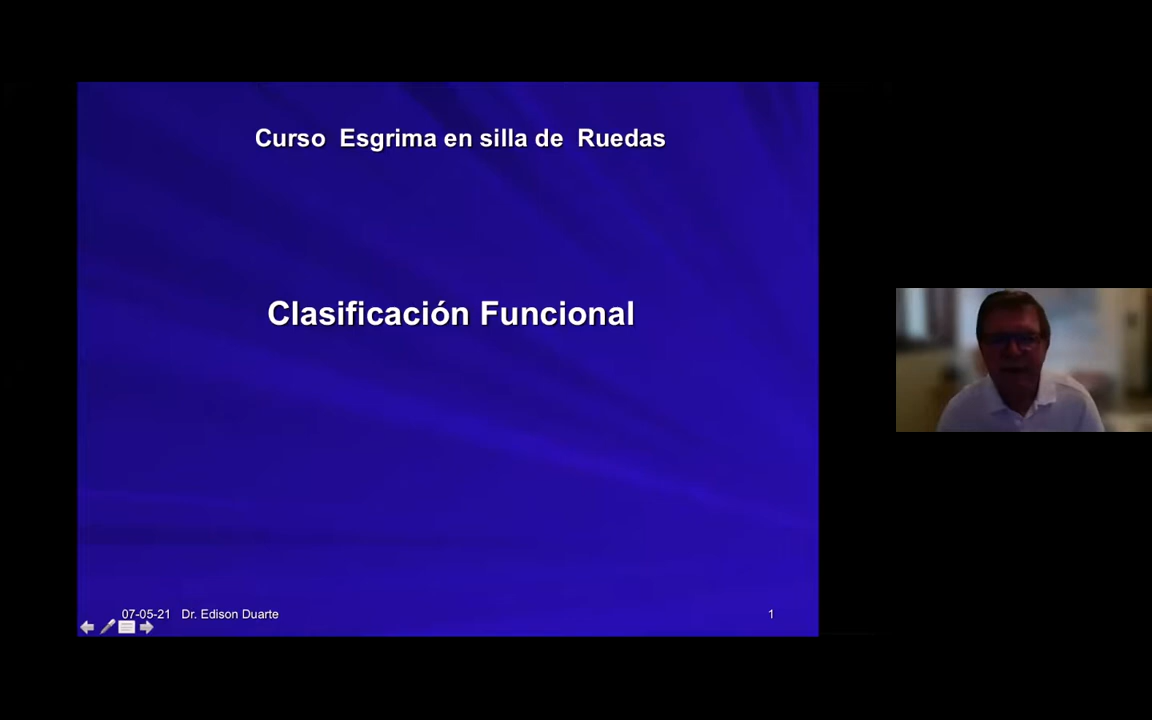 Curso Esgrima en silla de Ruedas
Clasificación Funcional
07-05-21 Dr. Edison Duarte
1